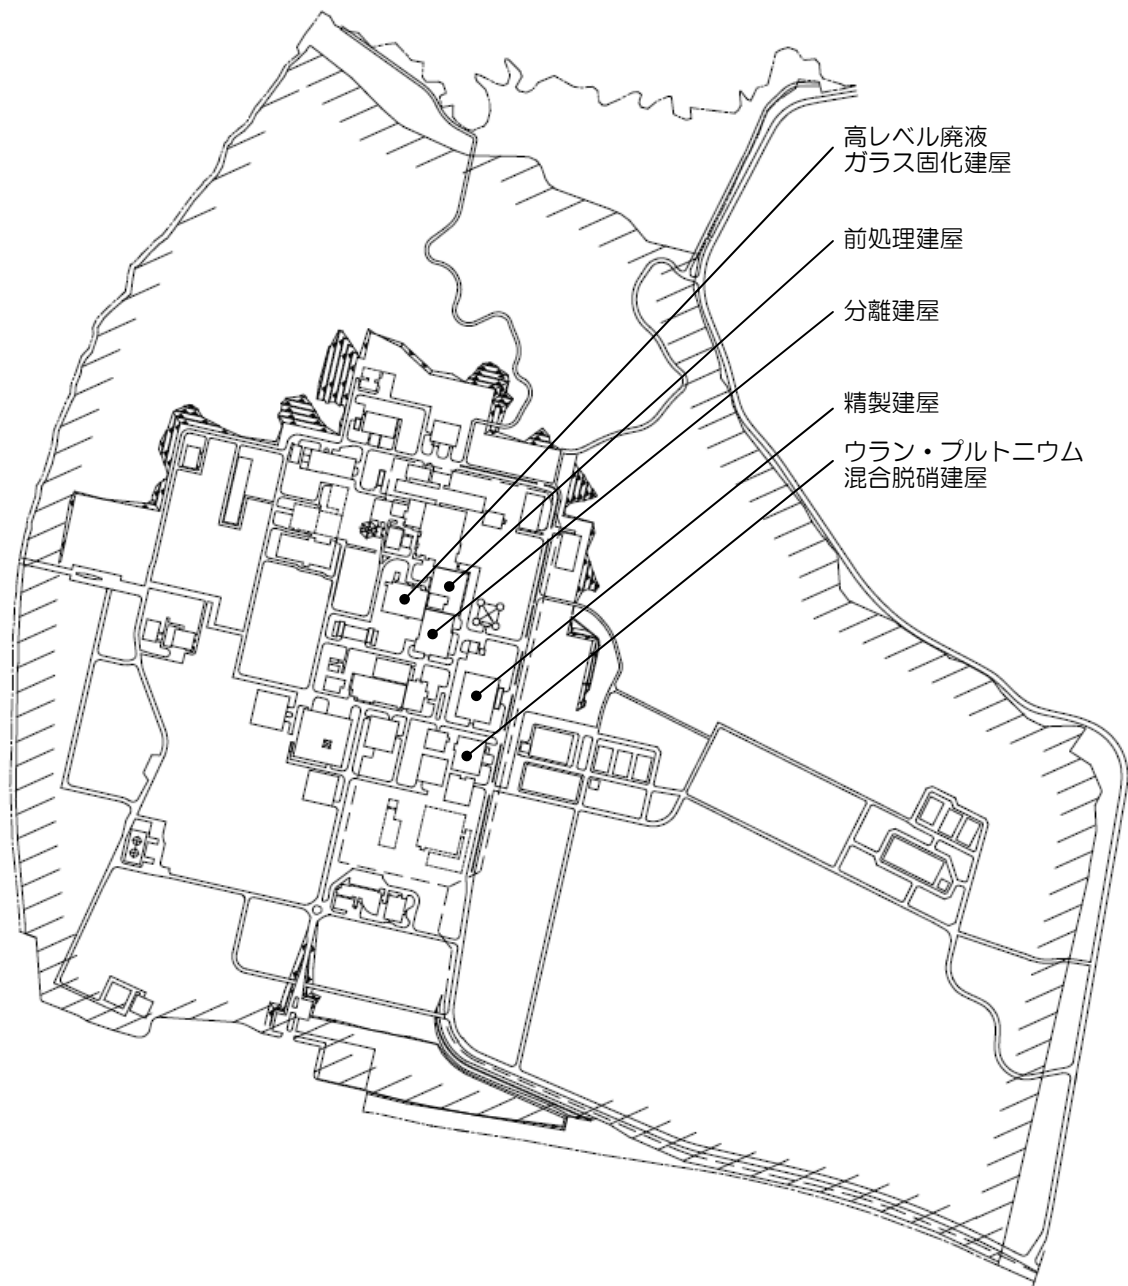 高レベル廃液
ガラス固化建屋
前処理建屋
分離建屋
精製建屋
ウラン・プルトニウム
混合脱硝建屋